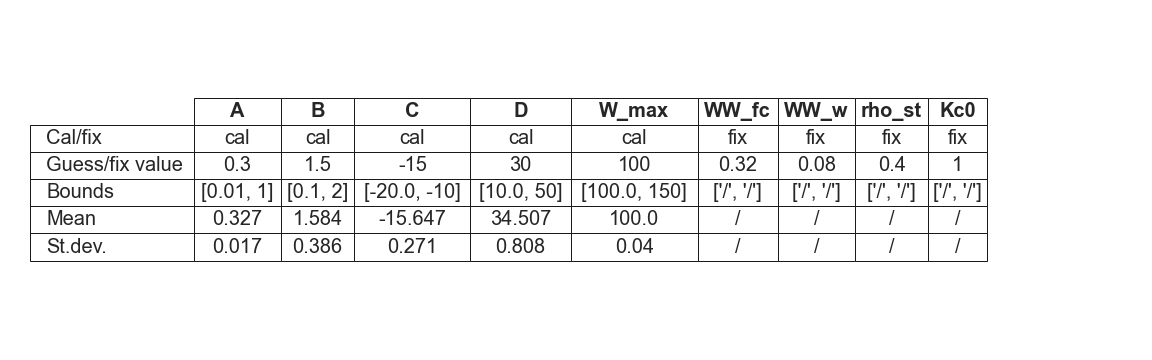 A B C D W_max WW_fc WW_w rho_st Kc0
Cal/fix cal cal cal cal cal fix fix fix fix
Guess/fix value 0.3 1.5 -15 30 100 0.32 0.08 0.4 1
Bounds [0.01, 1] [0.1, 2] [-20.0, -10] [10.0, 50] [100.0, 150] ['/', '/'] ['/', '/'] ['/', '/'] ['/', '/']
Mean 0.327 1.584 -15.647 34.507 100.0 / / / /
St.dev. 0.017 0.386 0.271 0.808 0.04 / / / /